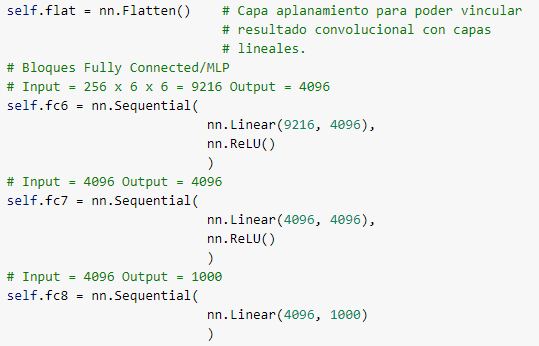 self.flat = nn.Flatten()    # Capa aplanamiento para poder vincular
                            # resultado convolucional con capas
                            # lineales.
# Bloques Fully Connected/MLP
# Input = 256 x 6 x 6 = 9216 Output = 4096
self.fc6 = nn.Sequential(
                          nn.Linear(9216, 4096),
                          nn.ReLU()
                          )
# Input = 4096 Output = 4096
self.fc7 = nn.Sequential(
                          nn.Linear(4096, 4096),
                          nn.ReLU()
                          )
# Input = 4096 Output = 1000
self.fc8 = nn.Sequential(
                          nn.Linear(4096, 1000)
                          )